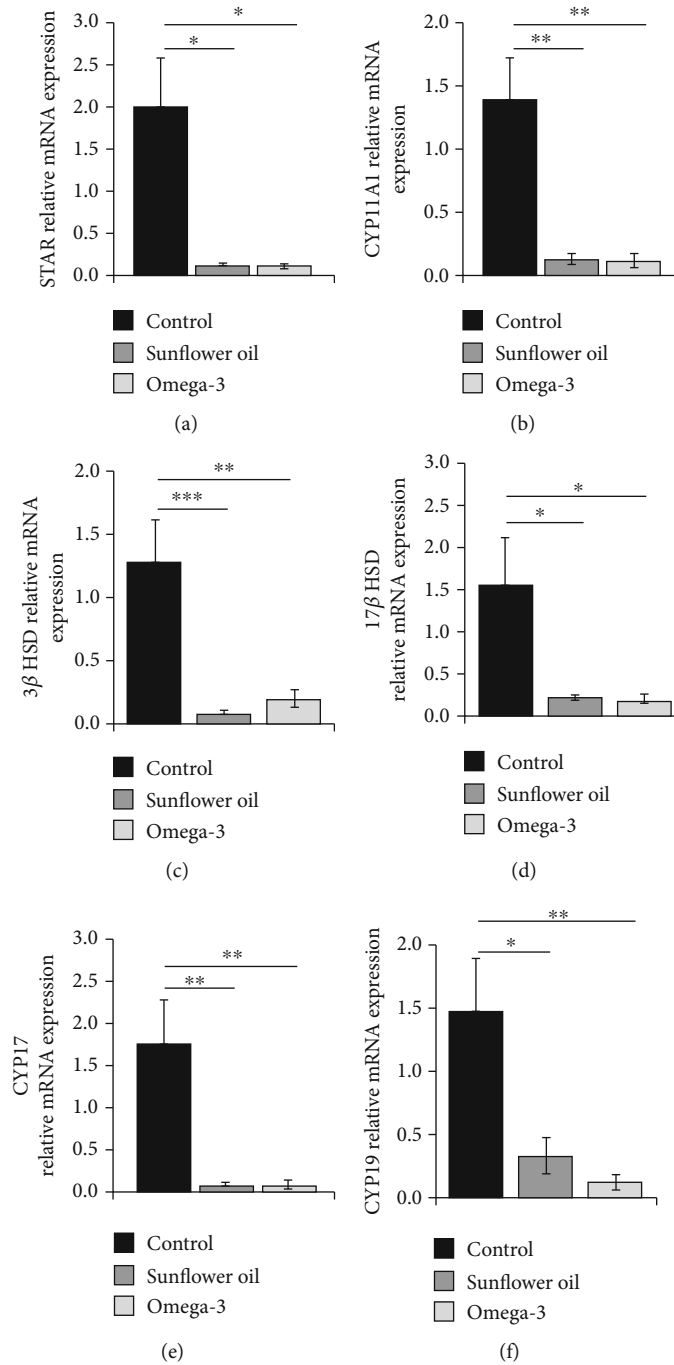 *
*
3.0
2.5
2.0
1.5
1.0
0.5
0.0
STAR relative mRNA expression
Control
Sunflower oil
Omega-3
(a)
**
**
2.0
1.5
1.0
0.5
0.0
CYP11A1 relative mRNA
expression
Control
Sunflower oil
Omega-3
(b)
**
***
2.0
1.5
1.0
0.5
0.0
3β HSD relative mRNA
expression
Control
Sunflower oil
Omega-3
(c)
*
*
3.0
2.5
2.0
1.5
1.0
0.5
0.0
17β HSD
relative mRNA expression
Control
Sunflower oil
Omega-3
(d)
**
**
3.0
2.5
2.0
1.5
1.0
0.5
0.0
CYP17
relative mRNA expression
Control
Sunflower oil
Omega-3
(e)
**
*
2.0
1.5
1.0
0.5
0.0
CYP19 relative mRNA expression
Control
Sunflower oil
Omega-3
(f)